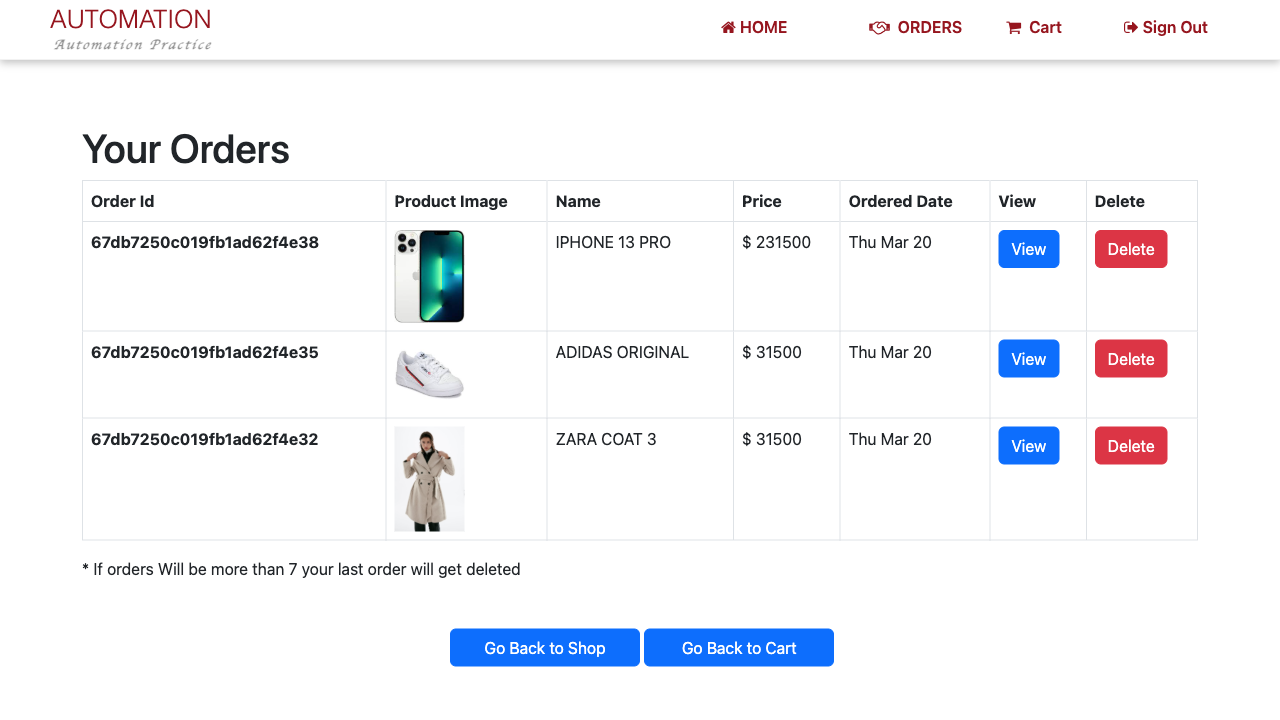 AUTOMATION
Automation Practice
HOME ORDERS Cart Sign Out
Your Orders
Order Id Product Image Name Price Ordered Date View Delete
67db7250c019fb1ad62f4e38 IPHONE 13 PRO $ 231500 Thu Mar 20 View Delete
67db7250c019fb1ad62f4e35 ADIDAS ORIGINAL $ 31500 Thu Mar 20 View Delete
67db7250c019fb1ad62f4e32 ZARA COAT 3 $ 31500 Thu Mar 20 View Delete
* If orders Will be more than 7 your last order will get deleted
Go Back to Shop Go Back to Cart